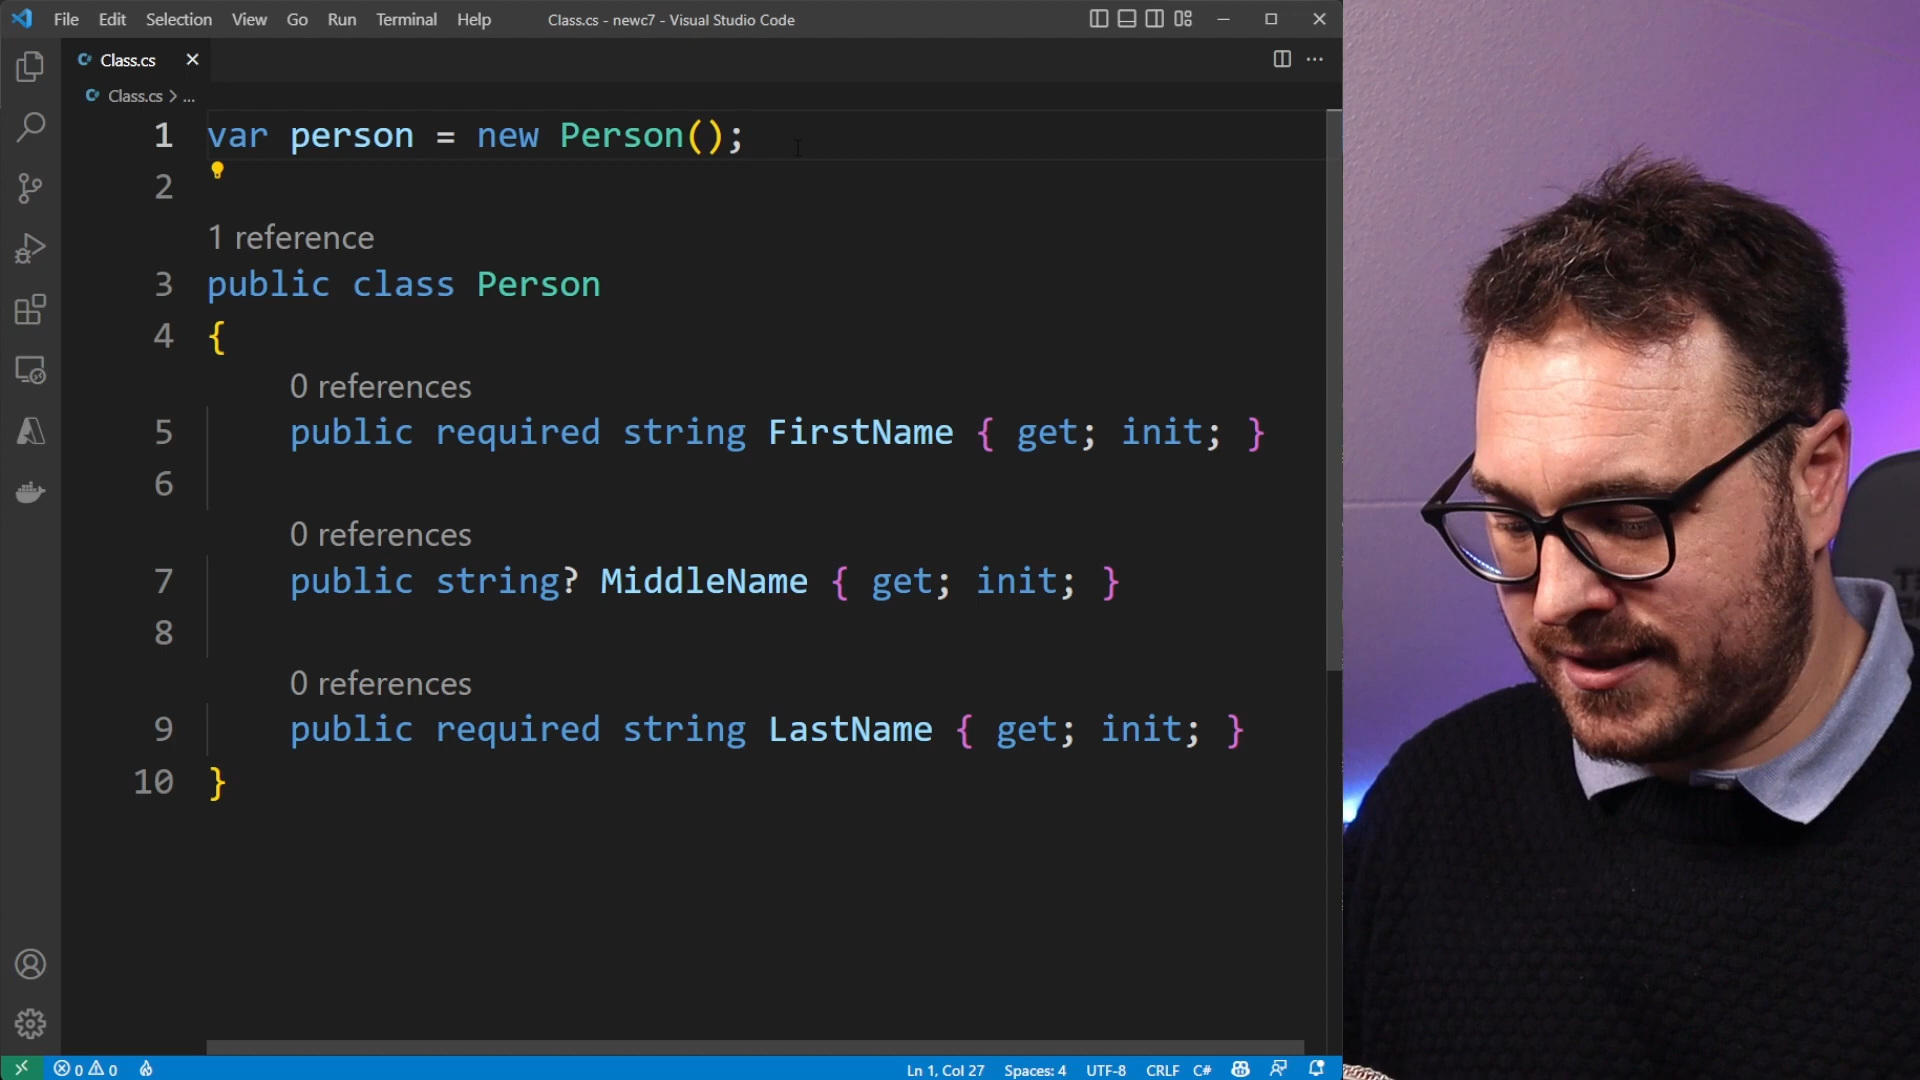 File Edit Selection View Go Run Terminal Help Class.cs - newc7 - Visual Studio Code
Class.cs
Class.cs > ...
1 var person = new Person();
2
1 reference
3 public class Person
4 {
0 references
5 public required string FirstName { get; init; }
6
0 references
7 public string? MiddleName { get; init; }
8
0 references
9 public required string LastName { get; init; }
10 }
0 0 Ln 1, Col 27 Spaces: 4 UTF-8 CRLF C#